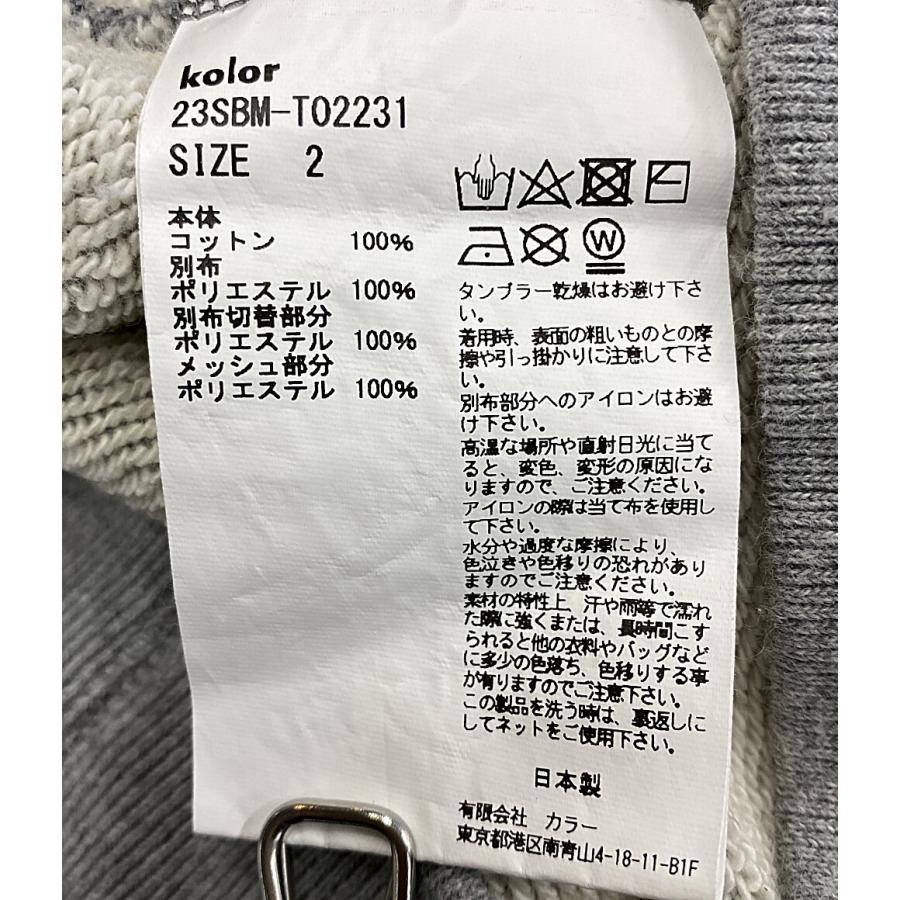 kolor
23SBM-T02231
SIZE 2
本体
コットン 100%
別布
ポリエステル 100%
別布切替部分
ポリエステル 100%
メッシュ部分
ポリエステル 100%
W
タンブラー乾燥はお避け下さ
い。
着用時、表面の粗いものとの摩
擦や引っ掛かりに注意して下さ
い。
別布部分へのアイロンはお避
け下さい。
高温な場所や直射日光に当て
ると、変色、変形の原因にな
りますので、ご注意ください。
アイロンの際は当て布を使用し
て下さい。
水分や過度な摩擦により、
色泣きや色移りの恐れがあり
ますのでご注意ください。
素材の特性上、汗や雨等で濡れ
た際に強くまたは、長時間こす
られると他の衣料やバッグなど
に多少の色落ち、色移りする事
が有りますのでご注意下さい。
この製品を洗う時は、裏返しに
してネットをご使用下さい。
日本製
有限会社 カラー
東京都港区南青山4-18-11-B1F